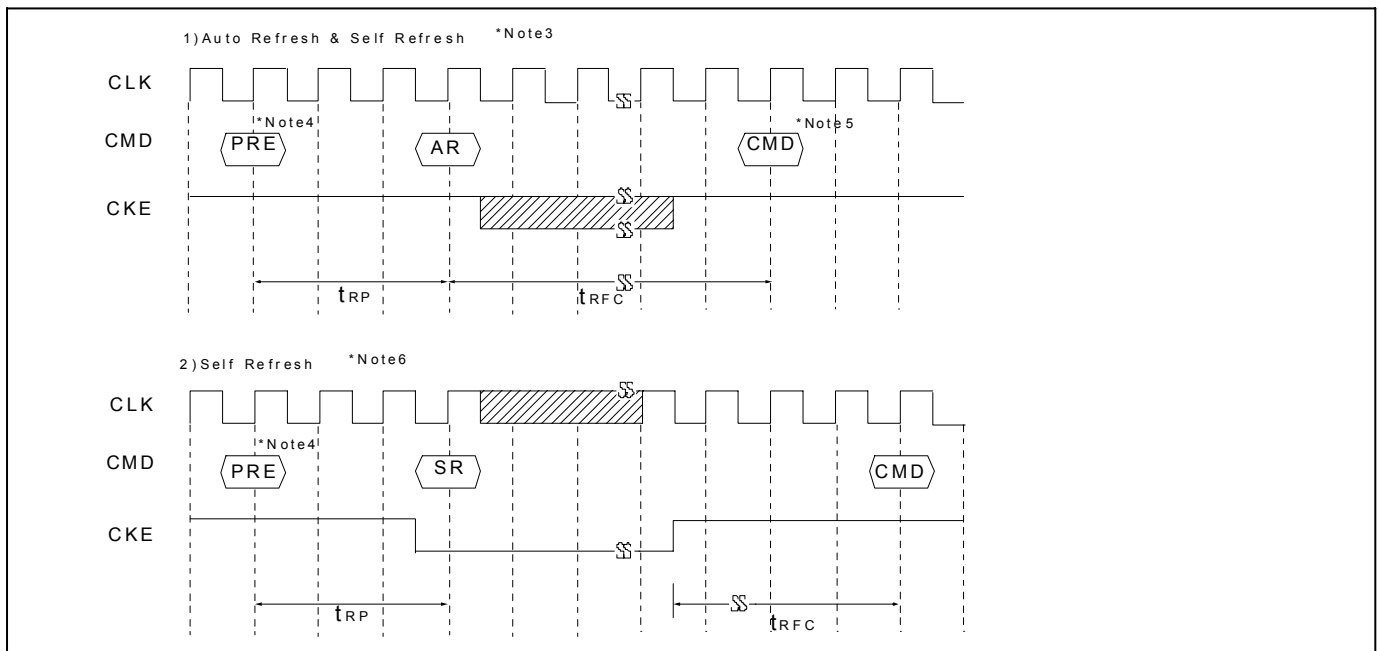 1)Auto Refresh & Self Refresh *Note3
CLK
*Note4
*Note5
CMD PRE AR CMD
CKE
tRP tRFC
2)Self Refresh *Note6
CLK
*Note4
CMD PRE SR CMD
CKE
tRP tRFC